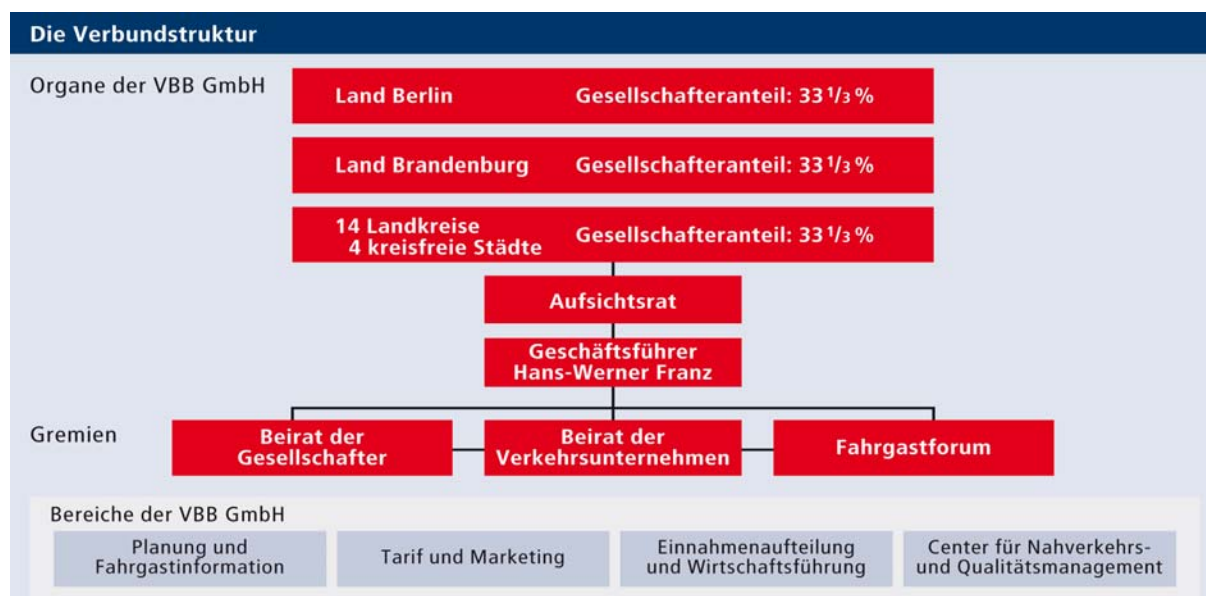 Die Verbundstruktur
Organe der VBB GmbH
Land Berlin Gesellschafteranteil: 33 1/3 %
Land Brandenburg Gesellschafteranteil: 33 1/3 %
14 Landkreise
4 kreisfreie Städte Gesellschafteranteil: 33 1/3 %
Aufsichtsrat
Geschäftsführer
Hans-Werner Franz
Gremien
Beirat der
Gesellschafter
Beirat der
Verkehrsunternehmen
Fahrgastforum
Bereiche der VBB GmbH
Planung und
Fahrgastinformation
Tarif und Marketing
Einnahmenaufteilung
und Wirtschaftsführung
Center für Nahverkehrs-
und Qualitätsmanagement